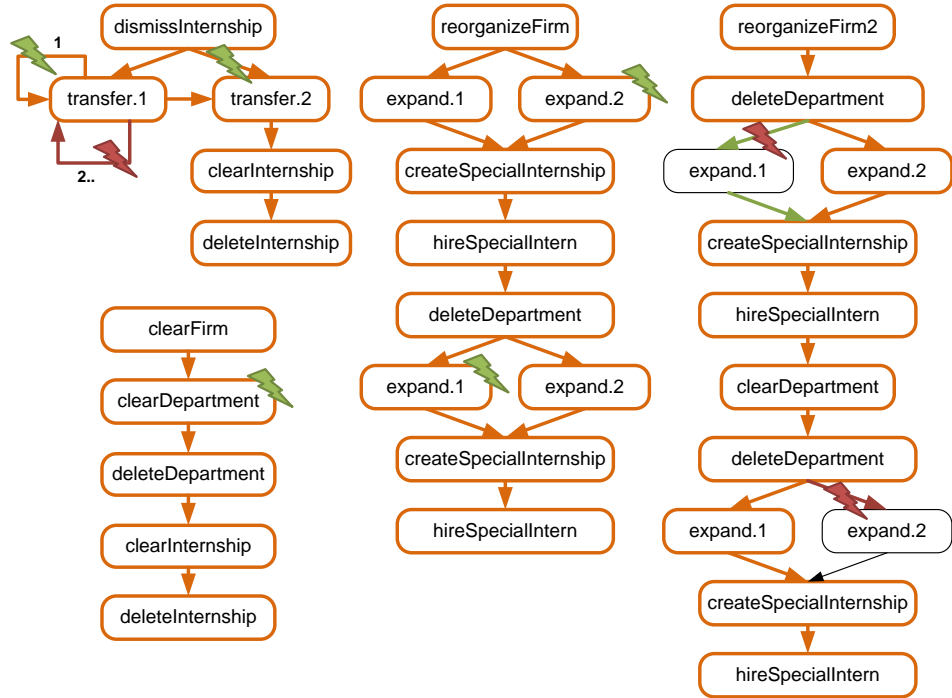 dismissInternship
1
transfer.1
transfer.2
2..
clearInternship
deleteInternship
clearFirm
clearDepartment
deleteDepartment
clearInternship
deleteInternship
reorganizeFirm
expand.1
expand.2
createSpecialInternship
hireSpecialIntern
deleteDepartment
expand.1
expand.2
createSpecialInternship
hireSpecialIntern
reorganizeFirm2
deleteDepartment
expand.1
expand.2
createSpecialInternship
hireSpecialIntern
clearDepartment
deleteDepartment
expand.1
expand.2
createSpecialInternship
hireSpecialIntern